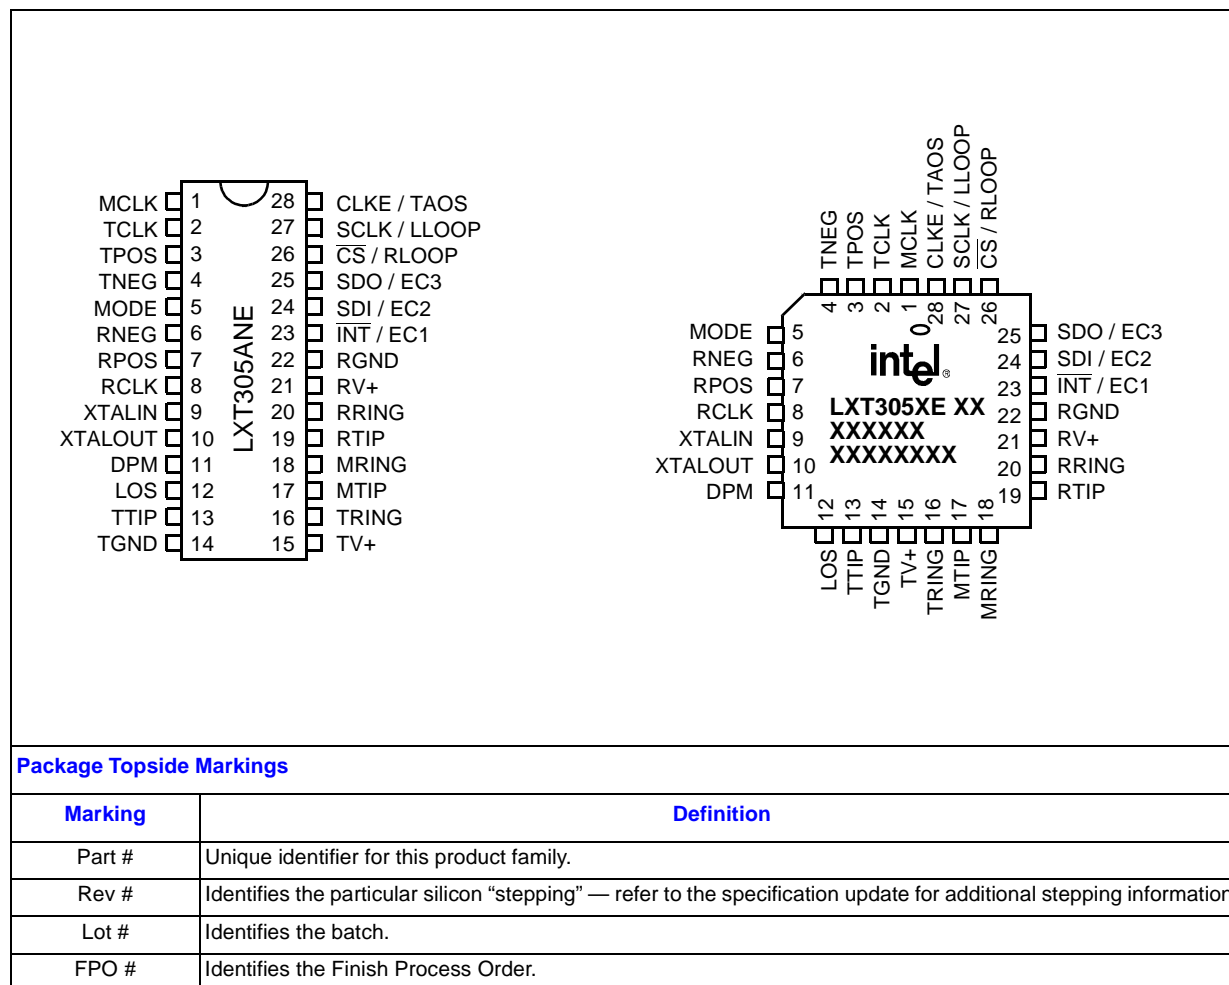 MCLK 1 28 CLKE / TAOS
TCLK 2 27 SCLK / LLOOP
TPOS 3 26 CS / RLOOP
TNEG 4 25 SDO / EC3
MODE 5 24 SDI / EC2
RNEG 6 23 INT / EC1
RPOS 7 22 RGND
RCLK 8 21 RV+
XTALIN 9 20 RRING
XTALOUT 10 19 RTIP
DPM 11 18 MRING
LOS 12 17 MTIP
TTIP 13 16 TRING
TGND 14 15 TV+
LXT305ANE
TNEG TPOS TCLK MCLK CLKE / TAOS SCLK / LLOOP CS / RLOOP
4 3 2 1 28 27 26
MODE 5 25 SDO / EC3
RNEG 6 24 SDI / EC2
RPOS 7 23 INT / EC1
RCLK 8 22 RGND
XTALIN 9 21 RV+
XTALOUT 10 20 RRING
DPM 11 19 RTIP
intel®
LXT305XE XX
XXXXXX
XXXXXXXX
12 13 14 15 16 17 18
LOS TTIP TGND TV+ TRING MTIP MRING
Package Topside Markings
Marking Definition
Part # Unique identifier for this product family.
Rev # Identifies the particular silicon “stepping” — refer to the specification update for additional stepping information
Lot # Identifies the batch.
FPO # Identifies the Finish Process Order.